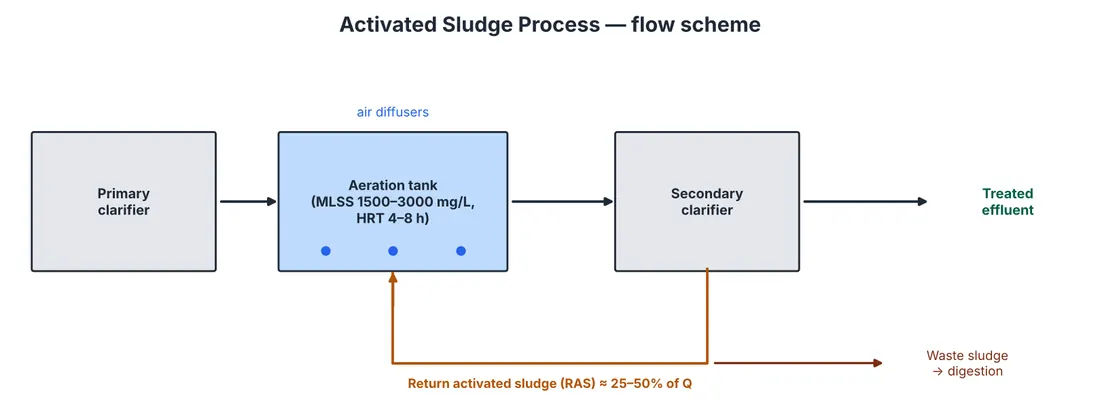 Activated Sludge Process — flow scheme
air diffusers
Primary
clarifier
Aeration tank
(MLSS 1500–3000 mg/L,
HRT 4–8 h)
Secondary
clarifier
Treated
effluent
Waste sludge
→ digestion
Return activated sludge (RAS) ≈ 25–50% of Q